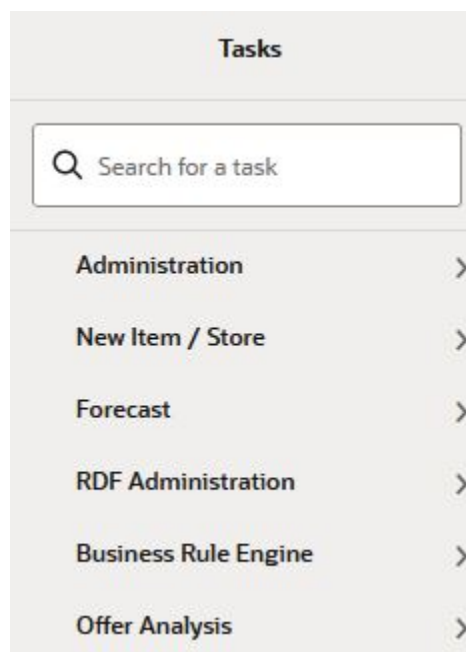 Tasks
Search for a task
Administration
New Item / Store
Forecast
RDF Administration
Business Rule Engine
Offer Analysis